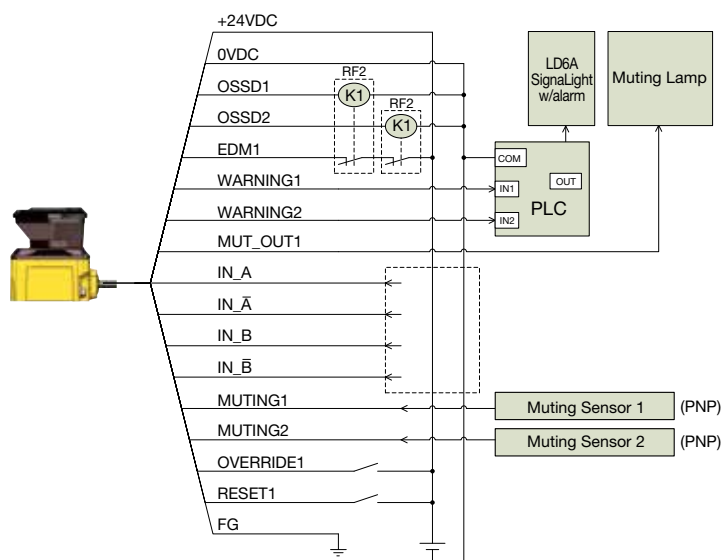 +24VDC
0VDC
OSSD1
OSSD2
EDM1
WARNING1
WARNING2
MUT_OUT1
IN_A
IN_A̅
IN_B
IN_B̅
MUTING1
MUTING2
OVERRIDE1
RESET1
FG
RF2
K1
RF2
K1
LD6A
SignaLight
w/alarm
Muting Lamp
COM
IN1
IN2
OUT
PLC
Muting Sensor 1 (PNP)
Muting Sensor 2 (PNP)